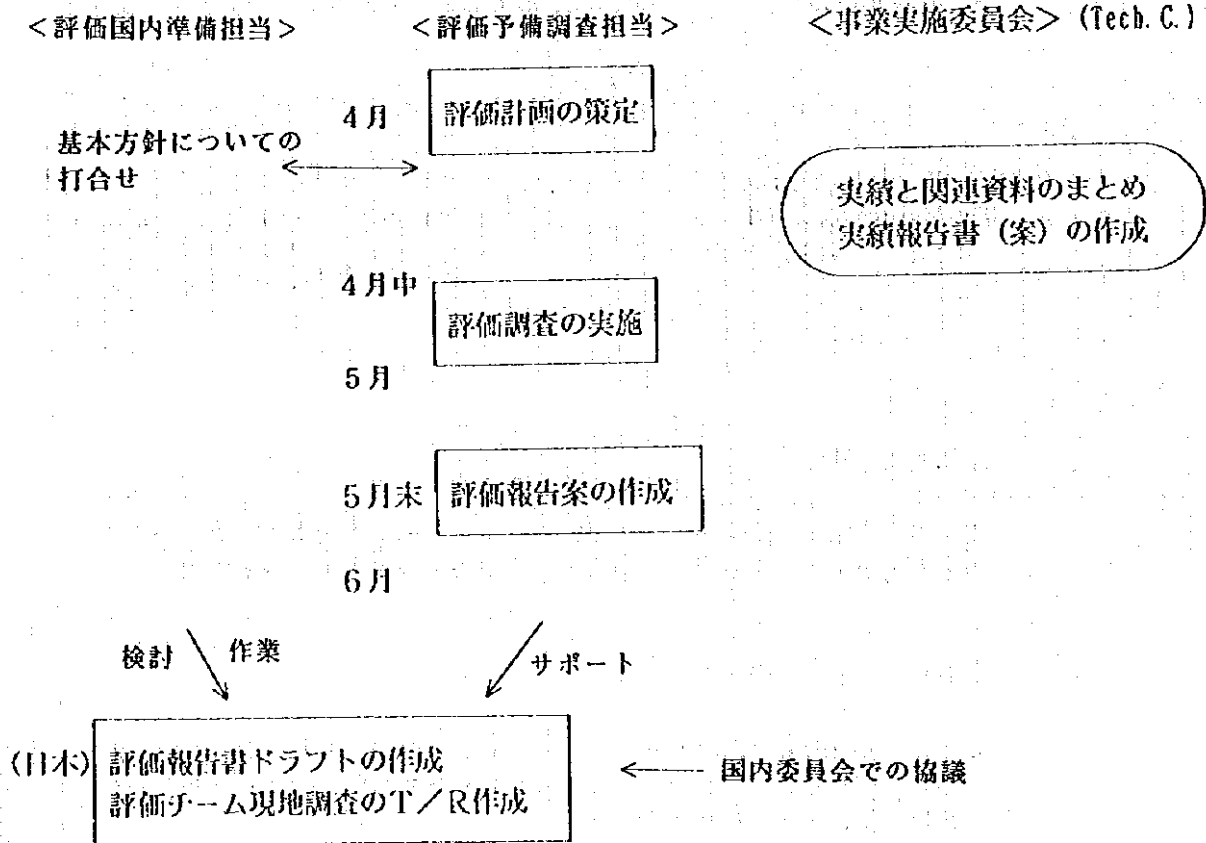 <評価国内準備担当>
<評価予備調査担当>
<事業実施委員会> (Tech. C.)
4月
評価計画の策定
基本方針についての
打合せ
実績と関連資料のまとめ
実績報告書 (案) の作成
4月中
評価調査の実施
5月
5月末
評価報告案の作成
6月
検討
作業
サポート
(日本)
評価報告書ドラフトの作成
評価チーム現地調査のT/R作成
国内委員会での協議